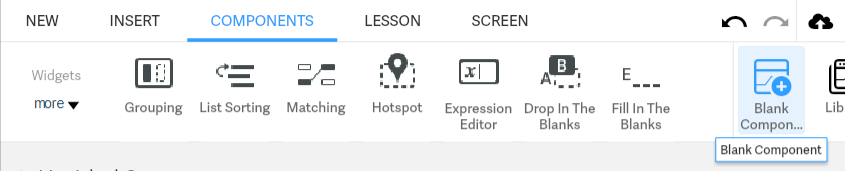 NEW INSERT COMPONENTS LESSON SCREEN
Widgets
more
Grouping
List Sorting
Matching
Hotspot
Expression
Editor
Drop In The
Blanks
Fill In The
Blanks
Blank
Compon...
Lib
Blank Component